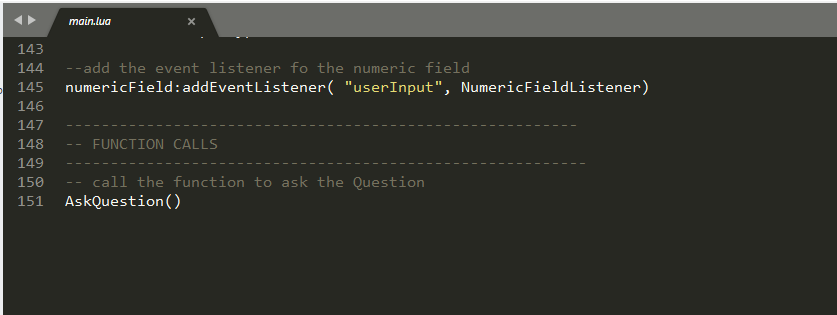 main.lua ×
143
144 --add the event listener fo the numeric field
145 numericField:addEventListener( "userInput", NumericFieldListener)
146
147 ---------------------------------------------------------
148 -- FUNCTION CALLS
149 ----------------------------------------------------------
150 -- call the function to ask the Question
151 AskQuestion()